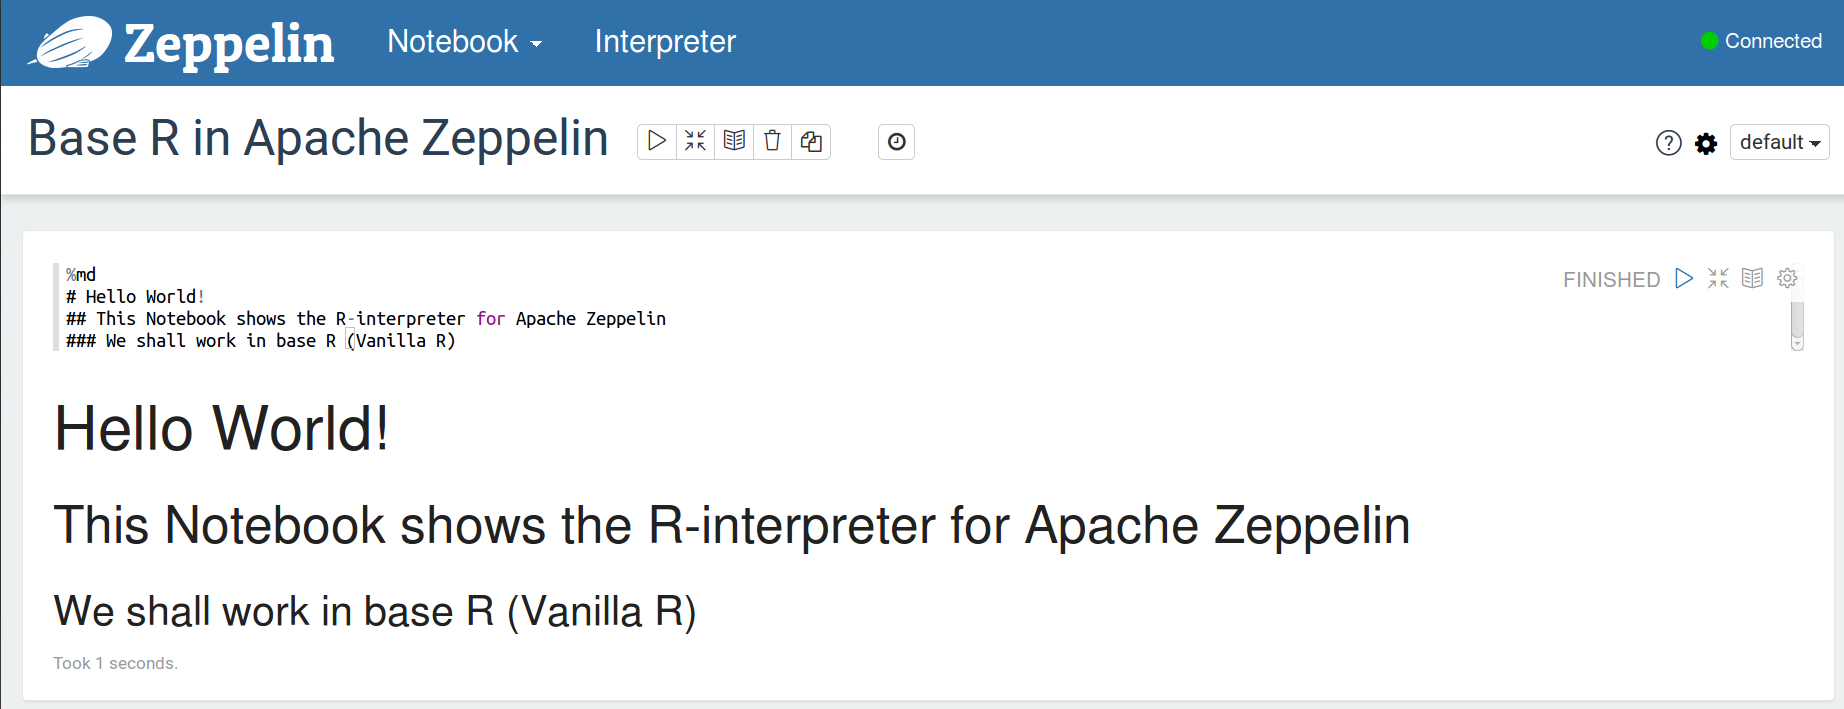 Zeppelin Notebook Interpreter Connected
Base R in Apache Zeppelin default
%md
# Hello World!
## This Notebook shows the R-interpreter for Apache Zeppelin
### We shall work in base R (Vanilla R)
FINISHED
Hello World!
This Notebook shows the R-interpreter for Apache Zeppelin
We shall work in base R (Vanilla R)
Took 1 seconds.